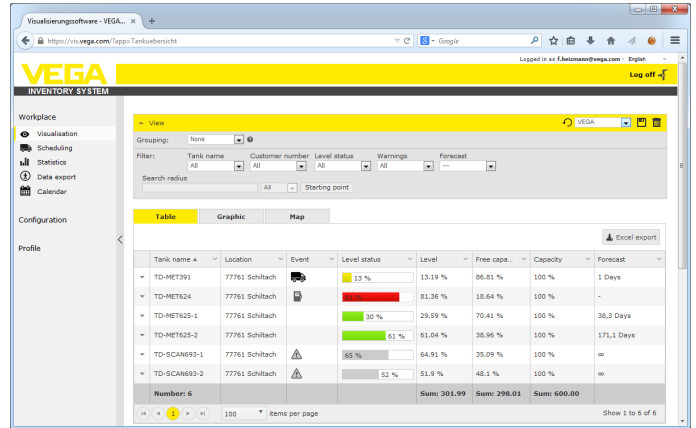 Visualisierungssoftware - VEGA... × +
https://vis.vega.com/?app=Tankuebersicht Google
Logged in as f.heizmann@vega.com · English
Log off
VEGA
INVENTORY SYSTEM
Workplace
Visualisation
Scheduling
Statistics
Data export
Calendar
Configuration
Profile
View VEGA
Grouping: None
Filter: Tank name Customer number Level status Warnings Forecast
All All All All ---
Search radius
All Starting point
Table Graphic Map
Excel export
Tank name Location Event Level status Level Free capa... Capacity Forecast
TD-MET391 77761 Schiltach 13 % 13.19 % 86.81 % 100 % 1 Days
TD-MET624 77761 Schiltach 81 % 81.36 % 18.64 % 100 % -
TD-MET625-1 77761 Schiltach 30 % 29.59 % 70.41 % 100 % 38,3 Days
TD-MET625-2 77761 Schiltach 61 % 61.04 % 38.96 % 100 % 171,1 Days
TD-SCAN693-1 77761 Schiltach 65 % 64.91 % 35.09 % 100 % ∞
TD-SCAN693-2 77761 Schiltach 52 % 51.9 % 48.1 % 100 % ∞
Number: 6 Sum: 301.99 Sum: 298.01 Sum: 600.00
1 100 items per page Show 1 to 6 of 6